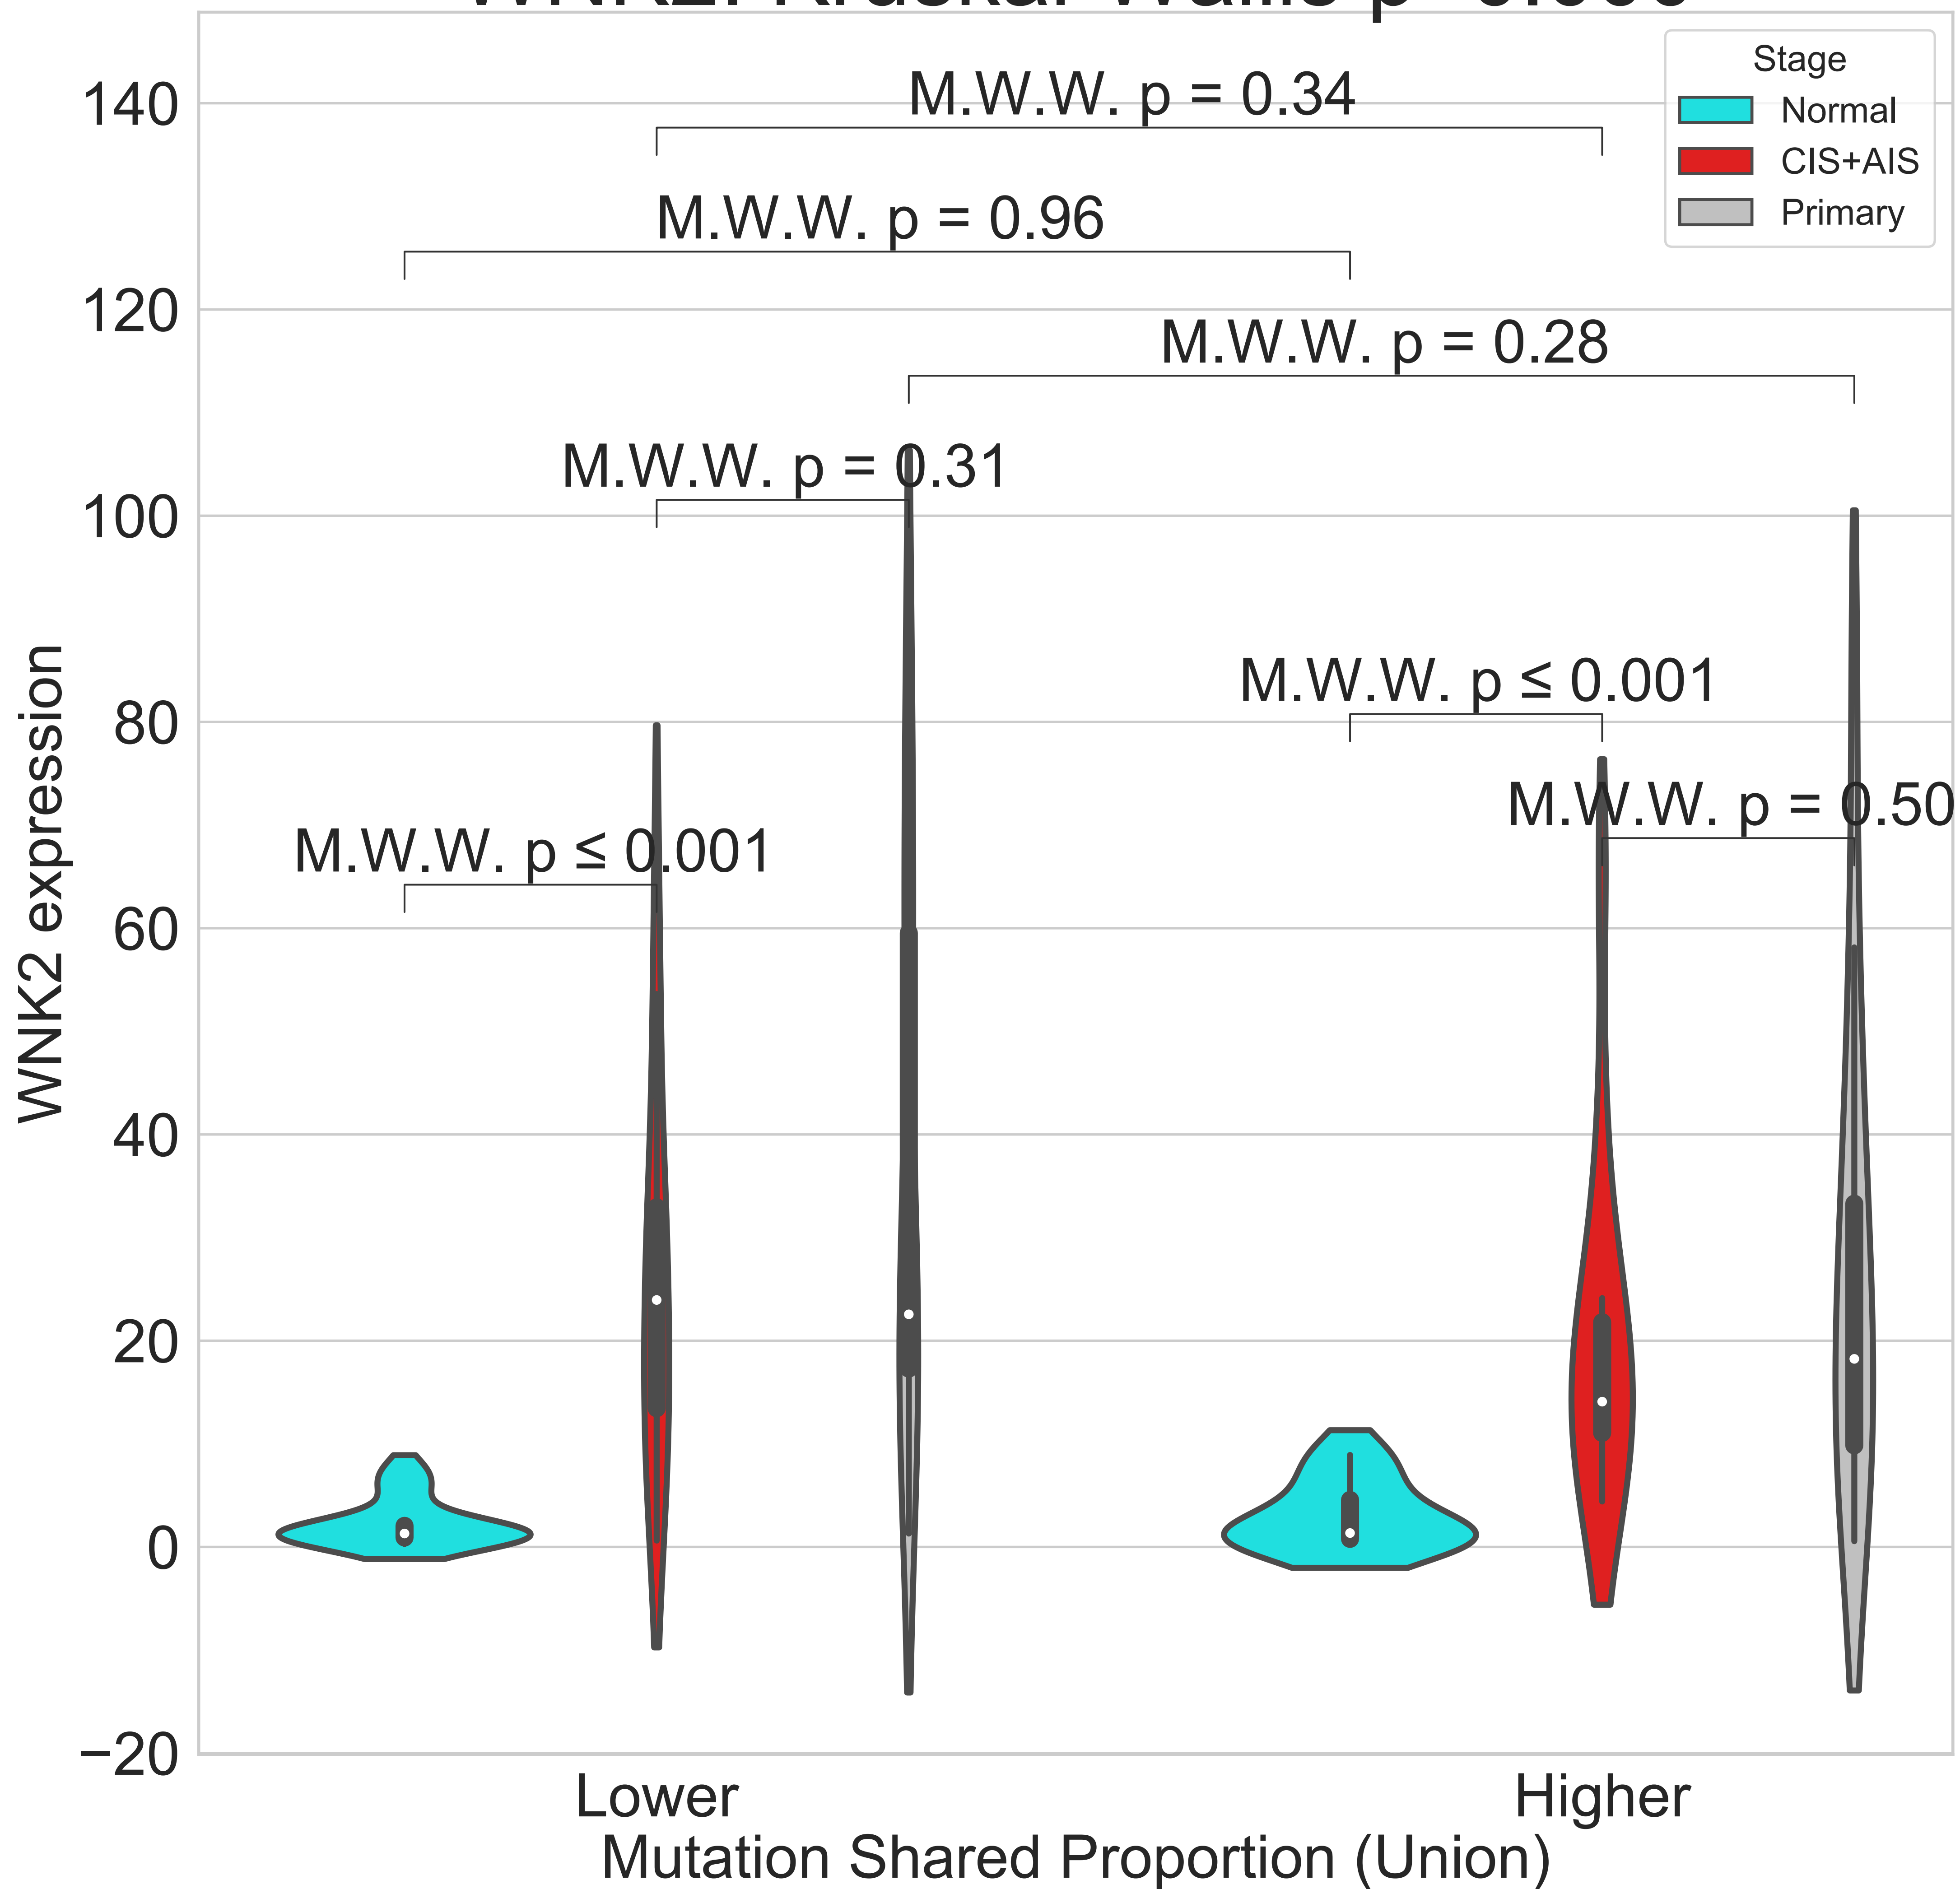 Stage
Normal
CIS+AIS
Primary
M.W.W. p = 0.34
M.W.W. p = 0.96
M.W.W. p = 0.28
M.W.W. p = 0.31
M.W.W. p ≤ 0.001
M.W.W. p = 0.50
M.W.W. p ≤ 0.001
140
120
100
80
60
40
20
0
−20
WNK2 expression
Lower
Higher
Mutation Shared Proportion (Union)